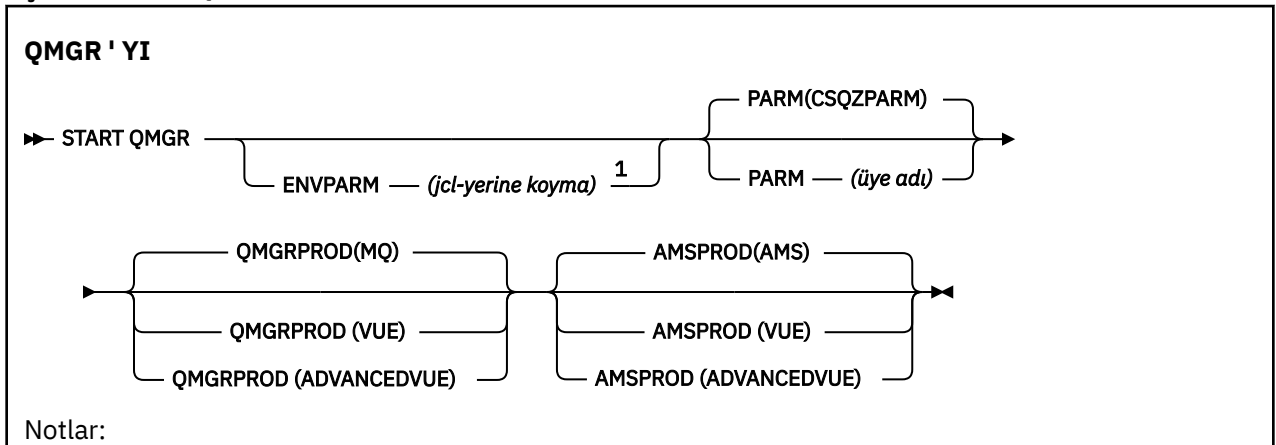 QMGR ' YI
PARM(CSQZPARM)
START QMGR
ENVPARM (jcl-yerine koyma) 1
PARM (üye adı)
QMGRPROD(MQ) AMSPROD(AMS)
QMGRPROD (VUE) AMSPROD (VUE)
QMGRPROD (ADVANCEDVUE) AMSPROD (ADVANCEDVUE)
Notlar: